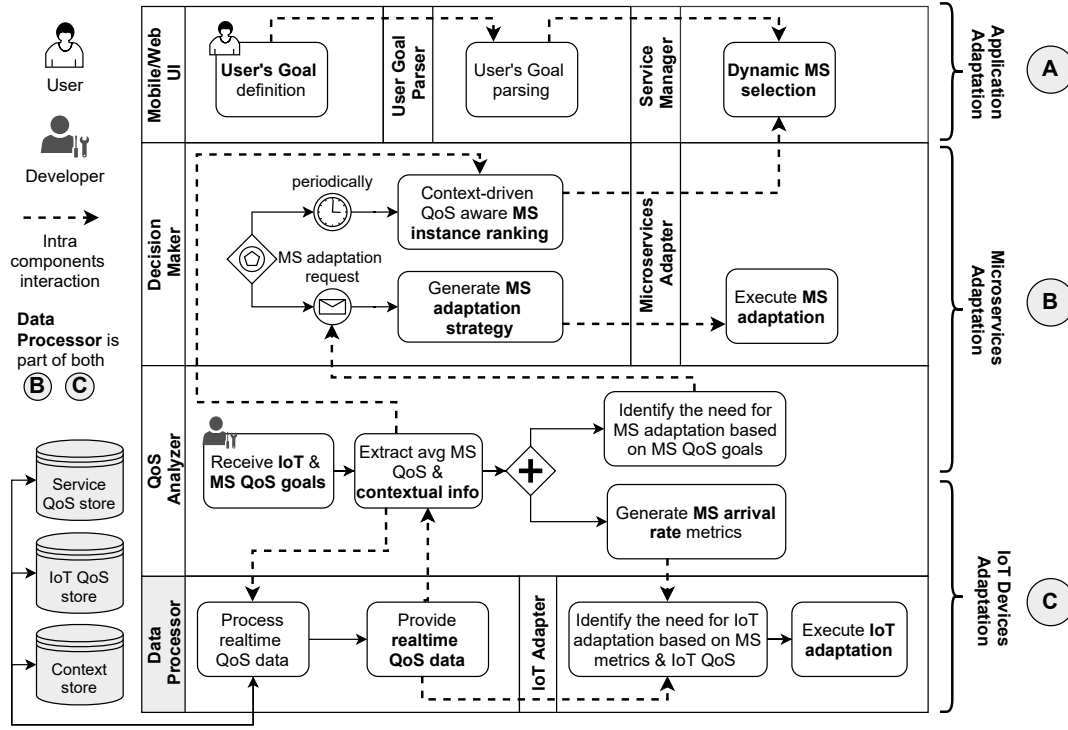 User
Developer
Intra
components
interaction
Data
Processor is
part of both
B
C
Service
QoS store
IoT QoS
store
Context
store
Mobile/Web
UI
User's Goal
definition
User Goal
Parser
User's Goal
parsing
Service
Manager
Dynamic MS
selection
Application
Adaptation
A
Decision
Maker
periodically
Context-driven
QoS aware MS
instance ranking
MS adaptation
request
Generate MS
adaptation
strategy
Microservices
Adapter
Execute MS
adaptation
Microservices
Adaptation
B
QoS
Analyzer
Receive IoT &
MS QoS goals
Extract avg MS
QoS &
contextual info
Identify the need for
MS adaptation based
on MS QoS goals
Generate MS arrival
rate metrics
Data
Processor
Process
realtime
QoS data
Provide
realtime
QoS data
IoT Adapter
Identify the need for IoT
adaptation based on MS
metrics & IoT QoS
Execute IoT
adaptation
IoT Devices
Adaptation
C